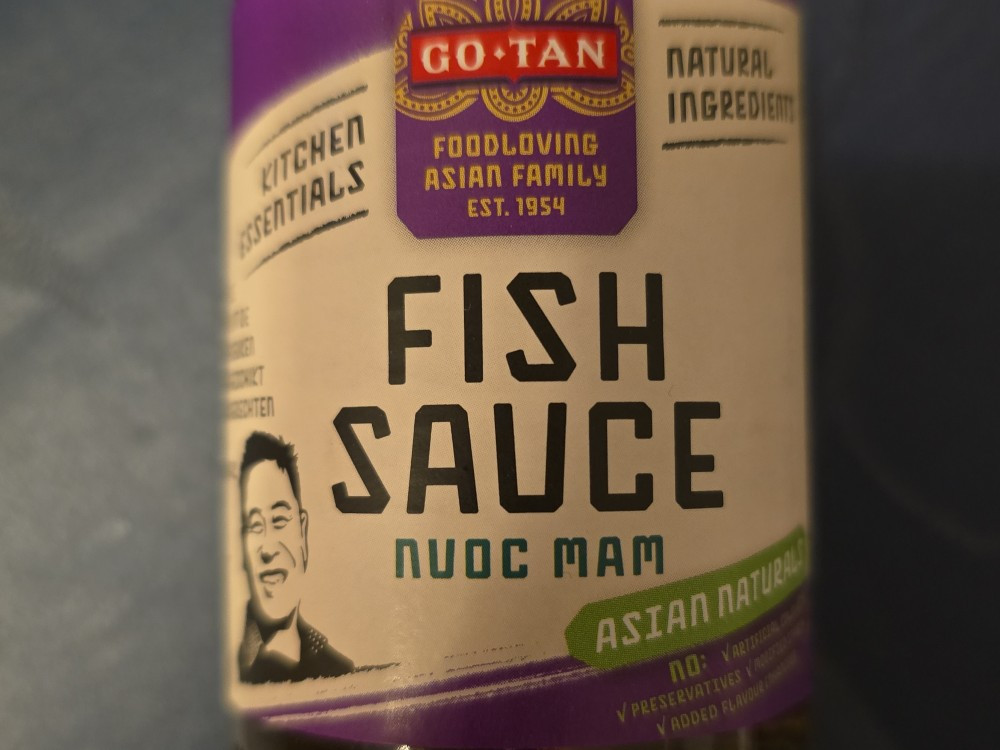 GO·TAN
FOODLOVING
ASIAN FAMILY
EST. 1954
KITCHEN
ESSENTIALS
NATURAL
INGREDIENTS
FISH
SAUCE
NUOC MAM
ASIAN NATURALS
NO:
√ PRESERVATIVES
√ ADDED FLAVOUR